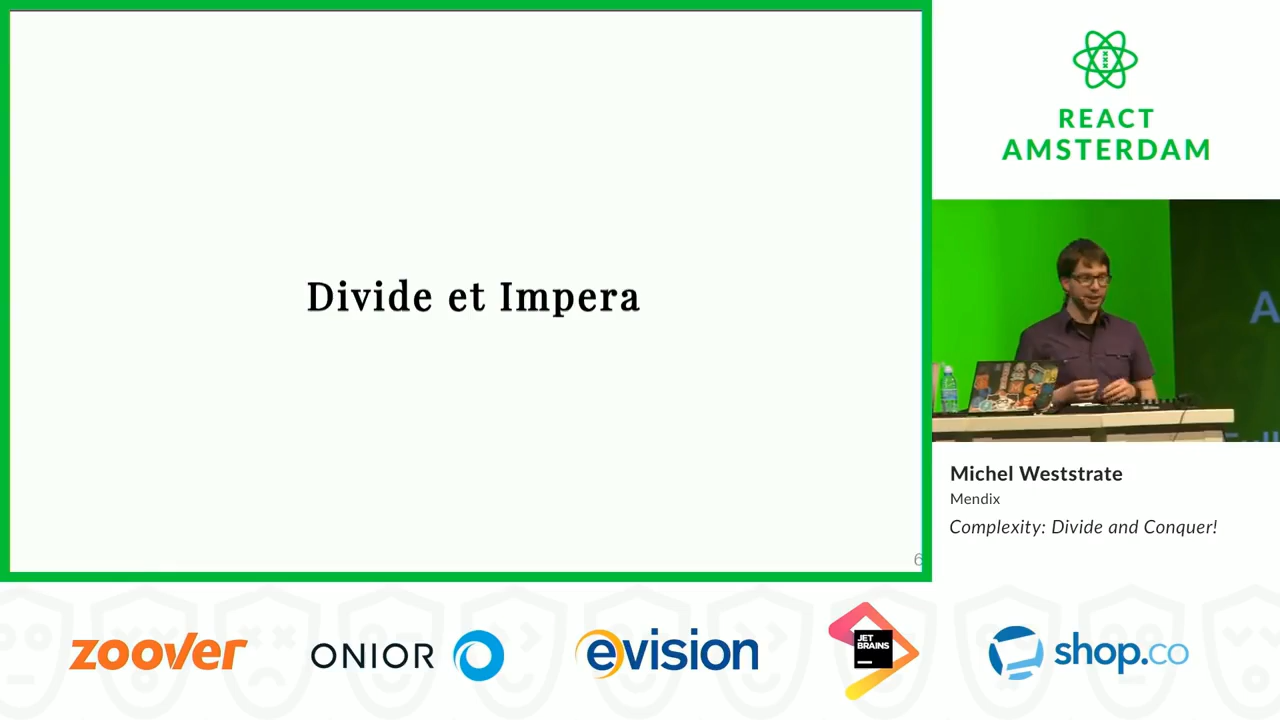 Divide et Impera
6
REACT
AMSTERDAM
A
Michel Weststrate
Mendix
Complexity: Divide and Conquer!
zoover
ONIOR
evision
JET
BRAINS
shop.co